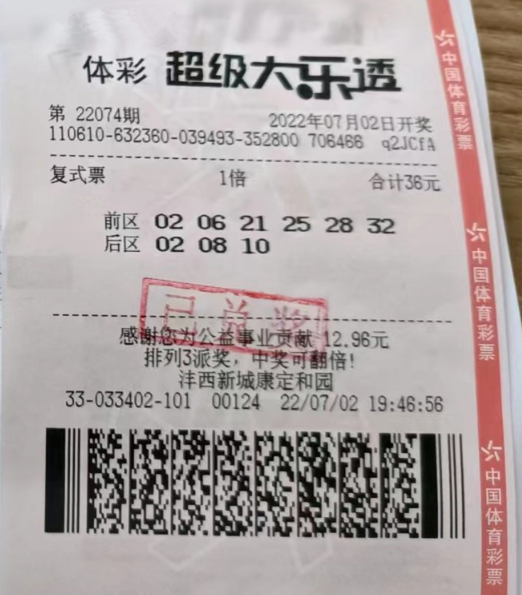 体彩 超级大乐透
第 22074期 2022年07月02日开奖
110610-632360-039493-352800 706466 q2JCfA
复式票 1倍 合计36元
前区 02 06 21 25 28 32
后区 02 08 10
已兑奖
感谢您为公益事业贡献 12.96元
排列3派奖，中奖可翻倍!
沣西新城康定和园
33-033402-101 00124 22/07/02 19:46:56
中国体育彩票
中国体育彩票
中国体育彩票